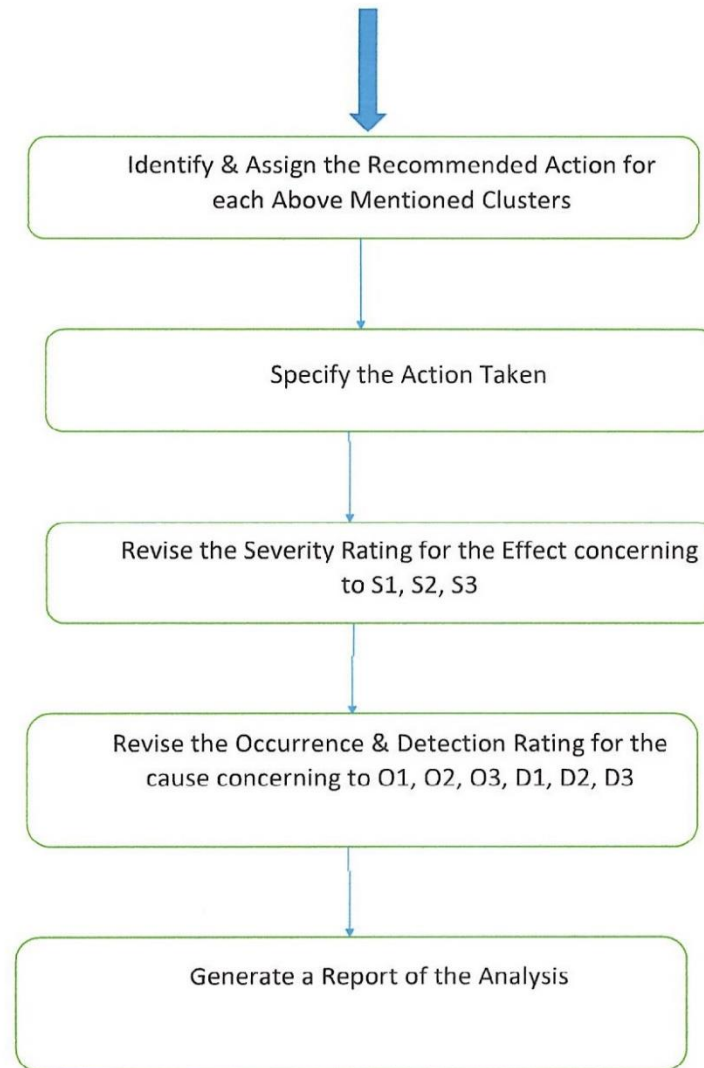 Identify & Assign the Recommended Action for
each Above Mentioned Clusters
Specify the Action Taken
Revise the Severity Rating for the Effect concerning
to S1, S2, S3
Revise the Occurrence & Detection Rating for the
cause concerning to O1, O2, O3, D1, D2, D3
Generate a Report of the Analysis